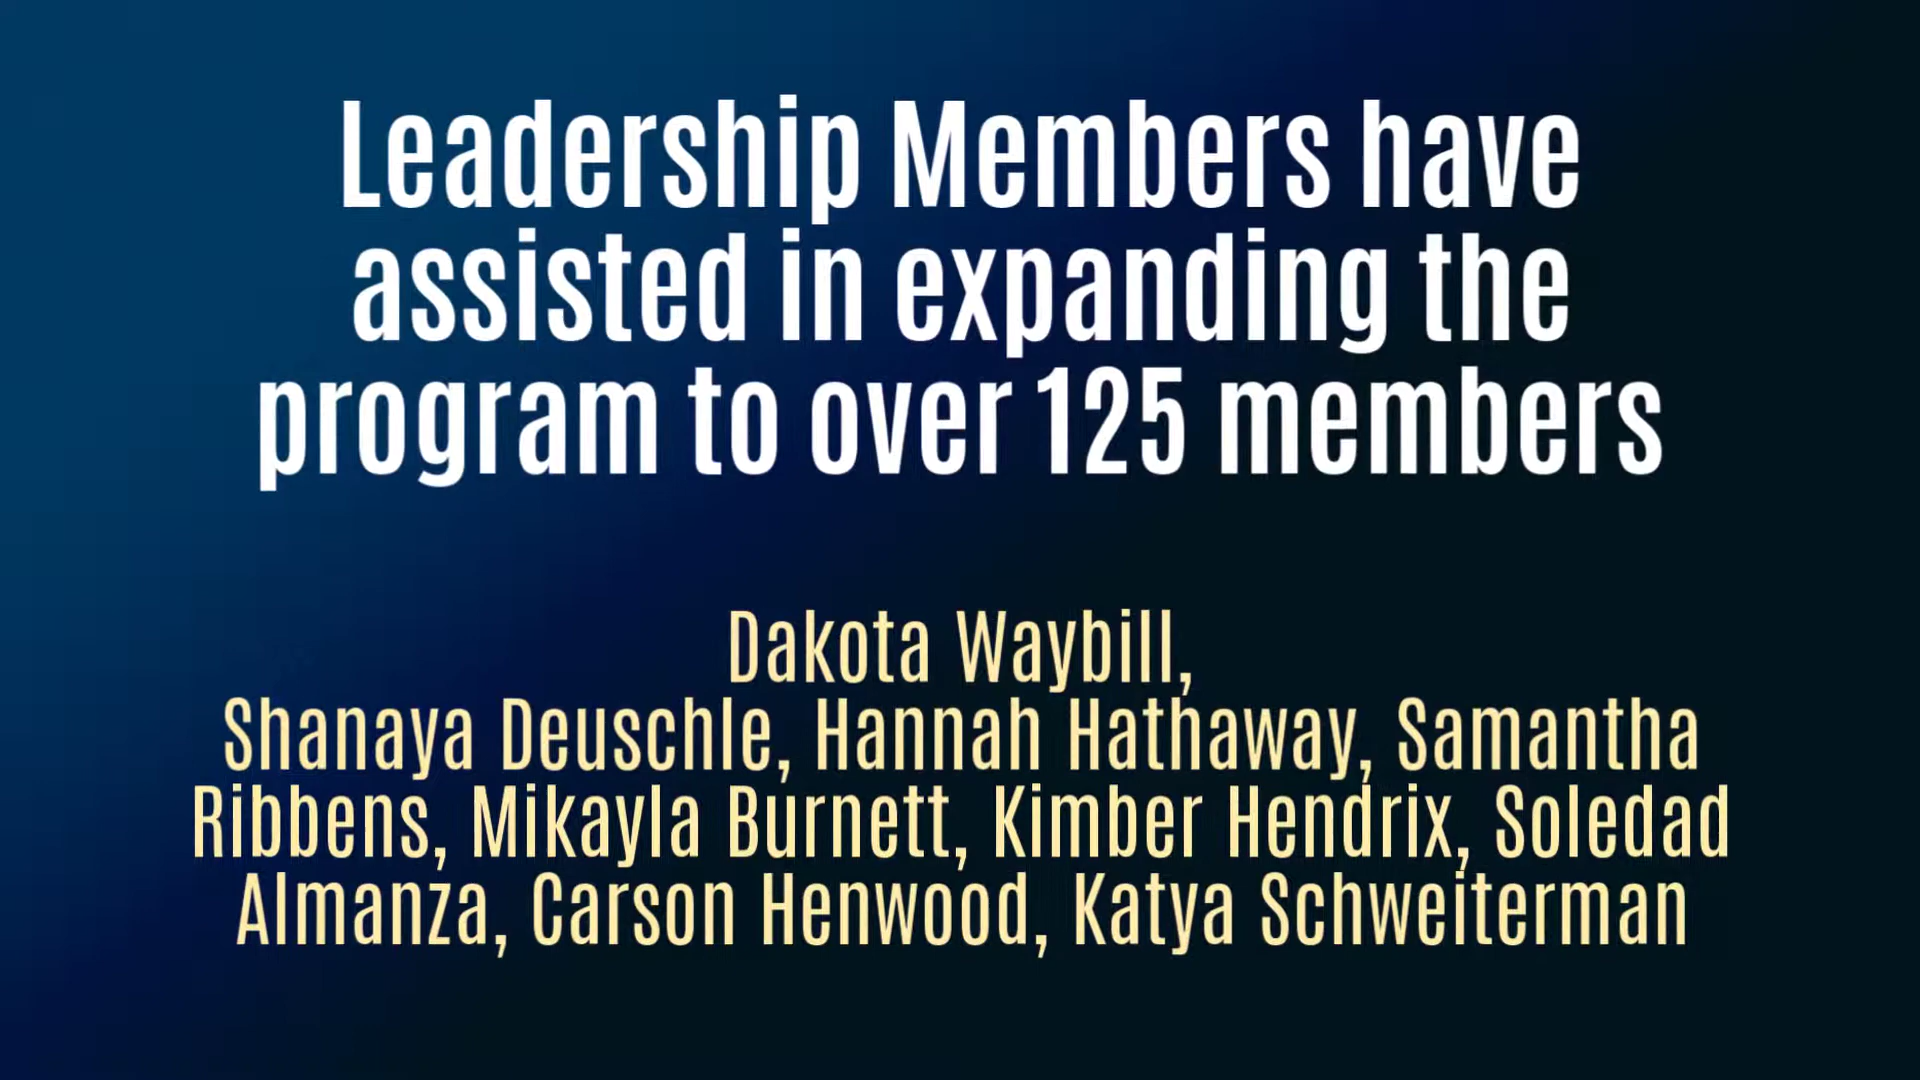 Leadership Members have
assisted in expanding the
program to over 125 members
Dakota Waybill,
Shanaya Deuschle, Hannah Hathaway, Samantha
Ribbens, Mikayla Burnett, Kimber Hendrix, Soledad
Almanza, Carson Henwood, Katya Schweiterman